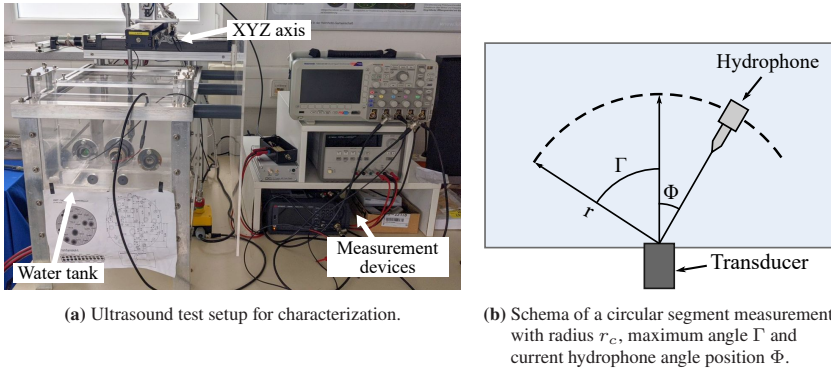 XYZ axis
Water tank
Measurement
devices
(a) Ultrasound test setup for characterization.
Hydrophone
Γ
Φ
r
Transducer
(b) Schema of a circular segment measurement
with radius r_c, maximum angle Γ and
current hydrophone angle position Φ.